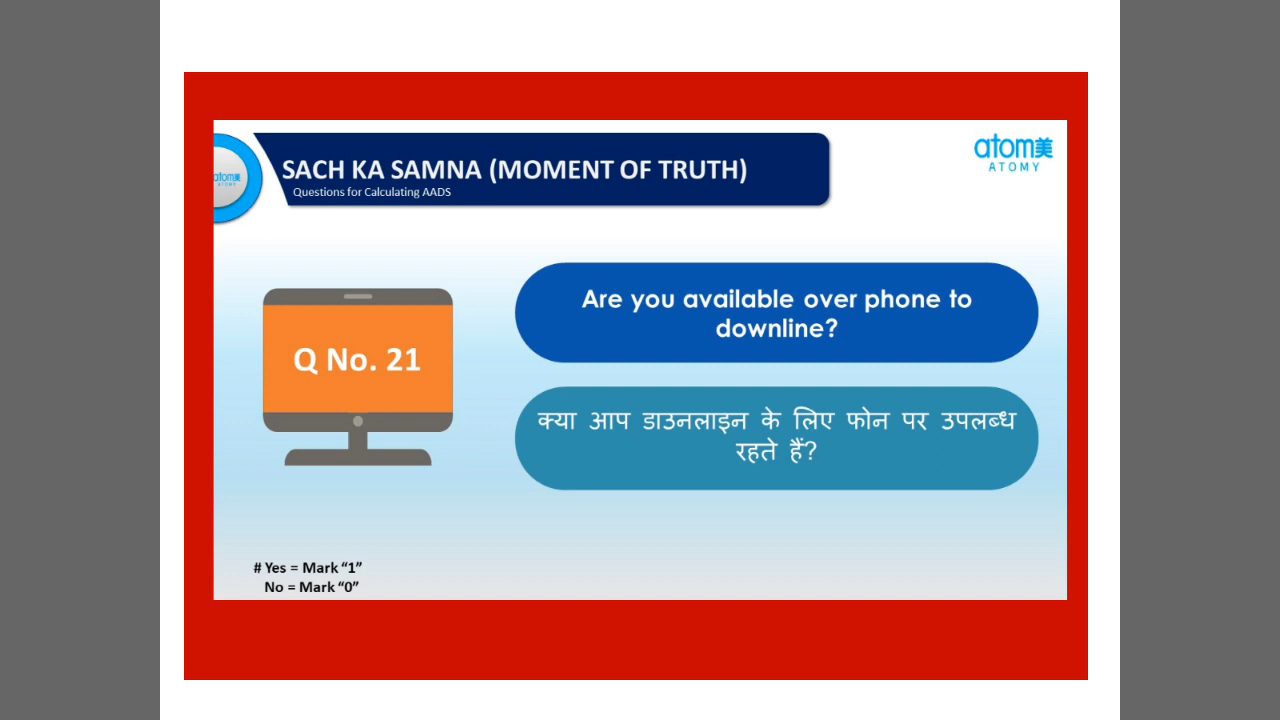 SACH KA SAMNA (MOMENT OF TRUTH)
Questions for Calculating AADS
atom美
ATOMY
atom美
ATOMY
Are you available over phone to
downline?
Q No. 21
क्या आप डाउनलाइन के लिए फोन पर उपलब्ध
रहते हैं?
# Yes = Mark “1”
No = Mark “0”